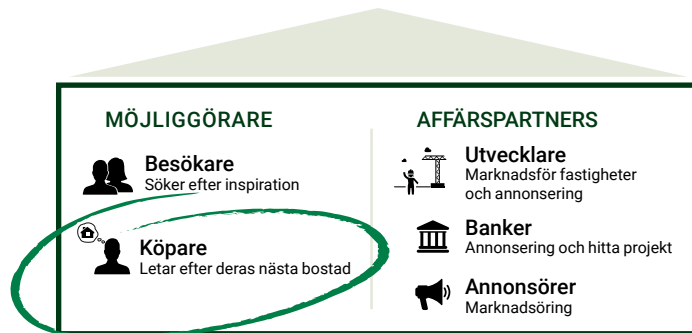 MÖJLIGGÖRARE
Besökare
Söker efter inspiration
Köpare
Letar efter deras nästa bostad
AFFÄRSPARTNERS
Utvecklare
Marknadsför fastigheter
och annonsering
Banker
Annonsering och hitta projekt
Annonsörer
Marknadsöring